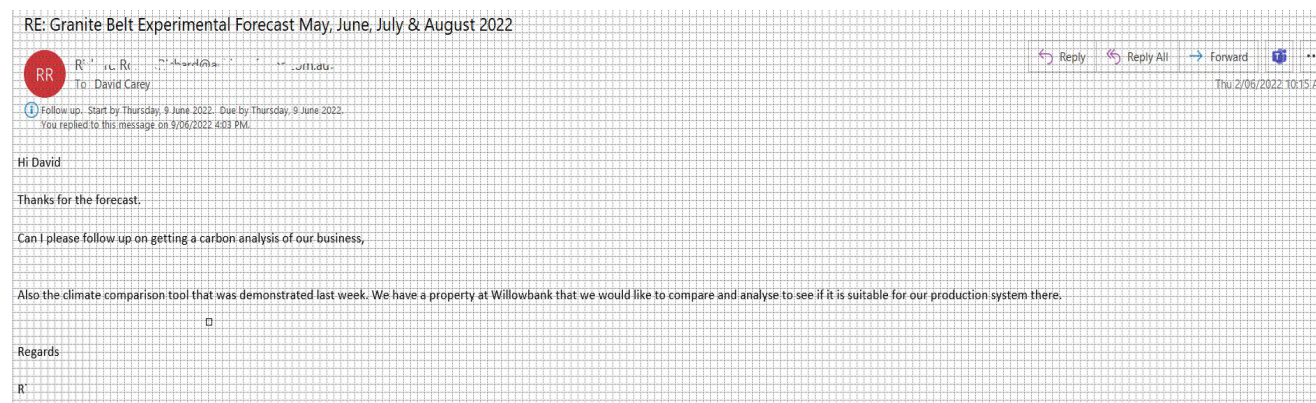 RE: Granite Belt Experimental Forecast May, June, July & August 2022
RR
Reply
Reply All
Forward
To David Carey
Thu 2/06/2022 10:15 A
Follow up. Start by Thursday, 9 June 2022. Due by Thursday, 9 June 2022.
You replied to this message on 9/06/2022 4:03 PM.
Hi David
Thanks for the forecast.
Can I please follow up on getting a carbon analysis of our business,
Also the climate comparison tool that was demonstrated last week. We have a property at Willowbank that we would like to compare and analyse to see if it is suitable for our production system there.
Regards
R